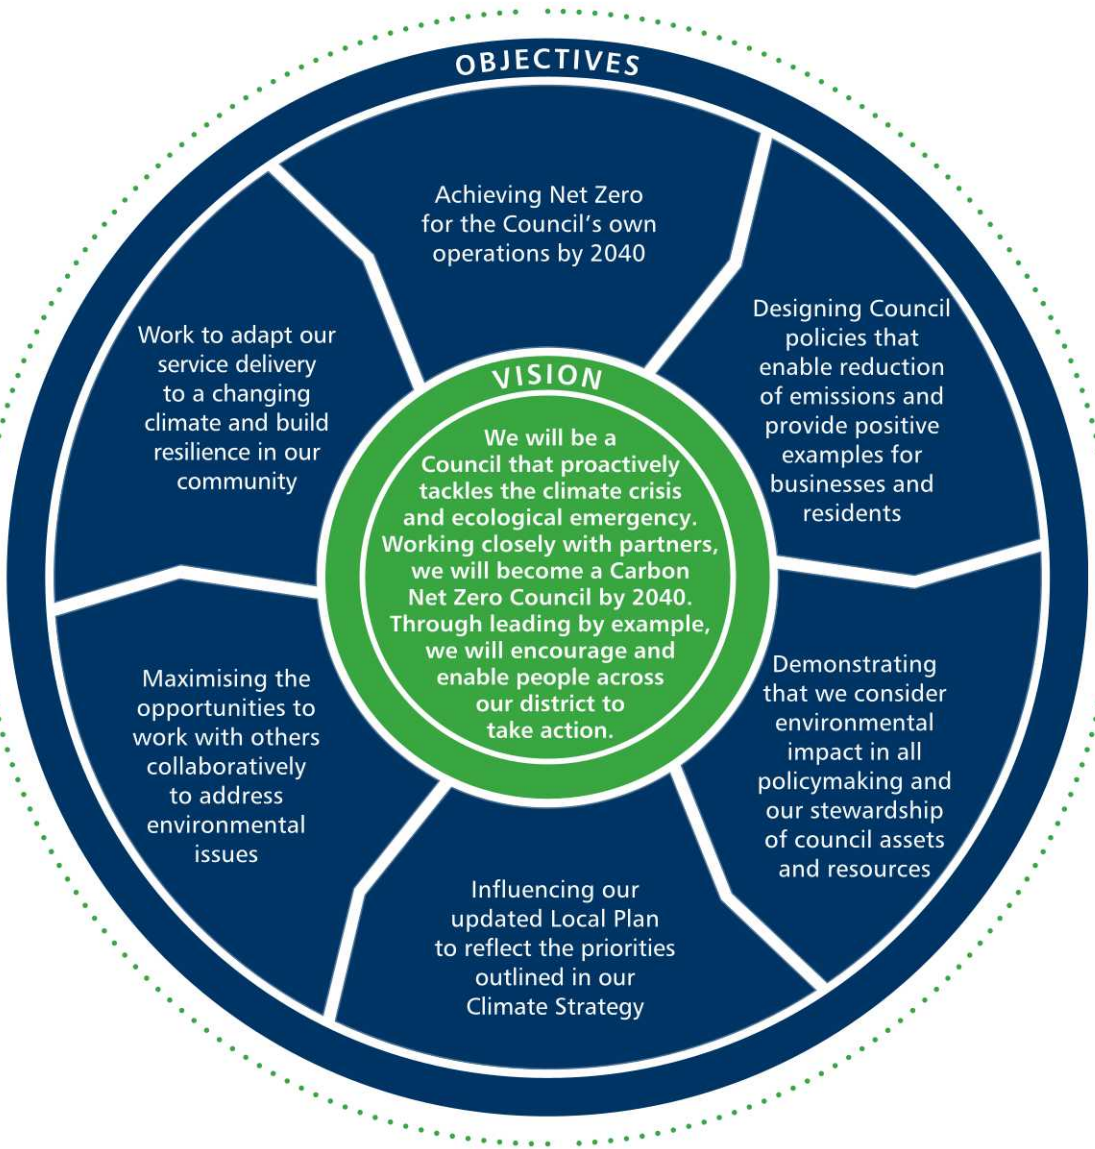 OBJECTIVES
Achieving Net Zero
for the Council's own
operations by 2040
Designing Council
policies that
enable reduction
of emissions and
provide positive
examples for
businesses and
residents
Demonstrating
that we consider
environmental
impact in all
policymaking and
our stewardship
of council assets
and resources
Influencing our
updated Local Plan
to reflect the priorities
outlined in our
Climate Strategy
Maximising the
opportunities to
work with others
collaboratively
to address
environmental
issues
Work to adapt our
service delivery
to a changing
climate and build
resilience in our
community
VISION
We will be a
Council that proactively
tackles the climate crisis
and ecological emergency.
Working closely with partners,
we will become a Carbon
Net Zero Council by 2040.
Through leading by example,
we will encourage and
enable people across
our district to
take action.